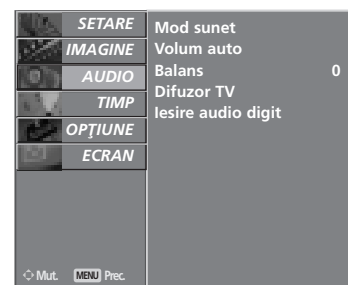 SETARE
IMAGINE
AUDIO
TIMP
OPŢIUNE
ECRAN
Mut. MENU Prec.
Mod sunet
Volum auto
Balans 0
Difuzor TV
Iesire audio digit